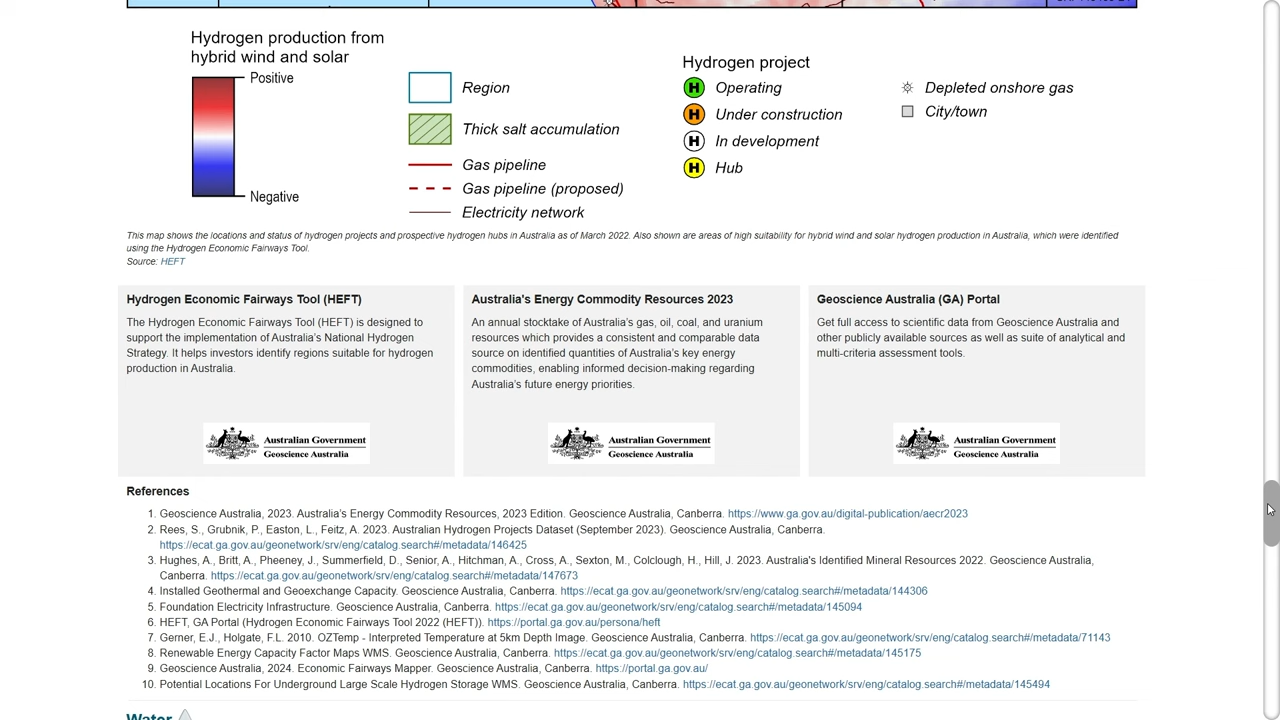 Hydrogen production from
hybrid wind and solar
Positive
Negative
Region
Thick salt accumulation
Gas pipeline
Gas pipeline (proposed)
Electricity network
Hydrogen project
H Operating
H Under construction
H In development
H Hub
Depleted onshore gas
City/town
This map shows the locations and status of hydrogen projects and prospective hydrogen hubs in Australia as of March 2022. Also shown are areas of high suitability for hybrid wind and solar hydrogen production in Australia, which were identified
using the Hydrogen Economic Fairways Tool.
Source: HEFT
Hydrogen Economic Fairways Tool (HEFT)
The Hydrogen Economic Fairways Tool (HEFT) is designed to
support the implementation of Australia's National Hydrogen
Strategy. It helps investors identify regions suitable for hydrogen
production in Australia.
Australian Government
Geoscience Australia
Australia's Energy Commodity Resources 2023
An annual stocktake of Australia's gas, oil, coal, and uranium
resources which provides a consistent and comparable data
source on identified quantities of Australia's key energy
commodities, enabling informed decision-making regarding
Australia's future energy priorities.
Australian Government
Geoscience Australia
Geoscience Australia (GA) Portal
Get full access to scientific data from Geoscience Australia and
other publicly available sources as well as suite of analytical and
multi-criteria assessment tools.
Australian Government
Geoscience Australia
References
1. Geoscience Australia, 2023. Australia's Energy Commodity Resources, 2023 Edition. Geoscience Australia, Canberra. https://www.ga.gov.au/digital-publication/aecr2023
2. Rees, S., Grubnik, P., Easton, L., Feitz, A. 2023. Australian Hydrogen Projects Dataset (September 2023). Geoscience Australia, Canberra.
https://ecat.ga.gov.au/geonetwork/srv/eng/catalog.search#/metadata/146425
3. Hughes, A., Britt, A., Pheeney, J., Summerfield, D., Senior, A., Hitchman, A., Cross, A., Sexton, M., Colclough, H., Hill, J. 2023. Australia's Identified Mineral Resources 2022. Geoscience Australia,
Canberra. https://ecat.ga.gov.au/geonetwork/srv/eng/catalog.search#/metadata/147673
4. Installed Geothermal and Geoexchange Capacity. Geoscience Australia, Canberra. https://ecat.ga.gov.au/geonetwork/srv/eng/catalog.search#/metadata/144306
5. Foundation Electricity Infrastructure. Geoscience Australia, Canberra. https://ecat.ga.gov.au/geonetwork/srv/eng/catalog.search#/metadata/145094
6. HEFT, GA Portal (Hydrogen Economic Fairways Tool 2022 (HEFT)). https://portal.ga.gov.au/persona/heft
7. Gerner, E.J., Holgate, F.L. 2010. OZTemp - Interpreted Temperature at 5km Depth Image. Geoscience Australia, Canberra. https://ecat.ga.gov.au/geonetwork/srv/eng/catalog.search#/metadata/71143
8. Renewable Energy Capacity Factor Maps WMS. Geoscience Australia, Canberra. https://ecat.ga.gov.au/geonetwork/srv/eng/catalog.search#/metadata/145175
9. Geoscience Australia, 2024. Economic Fairways Mapper. Geoscience Australia, Canberra. https://portal.ga.gov.au/
10. Potential Locations For Underground Large Scale Hydrogen Storage WMS. Geoscience Australia, Canberra. https://ecat.ga.gov.au/geonetwork/srv/eng/catalog.search#/metadata/145494
Water